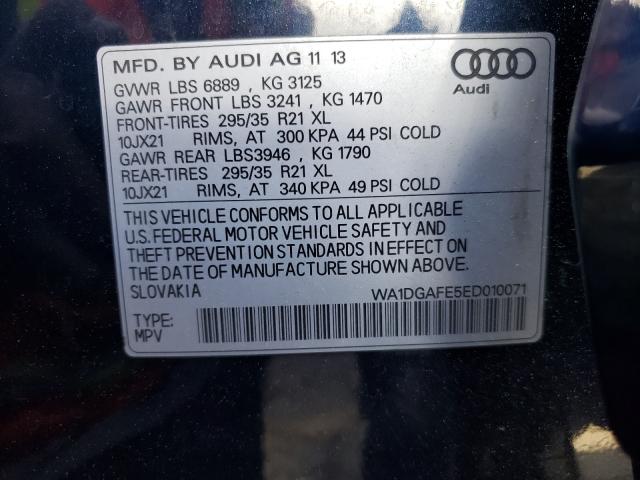 MFD. BY AUDI AG 11 13
GVWR LBS 6889 , KG 3125
GAWR FRONT LBS 3241 , KG 1470
FRONT-TIRES 295/35 R21 XL
10JX21 RIMS, AT 300 KPA 44 PSI COLD
GAWR REAR LBS3946 , KG 1790
REAR-TIRES 295/35 R21 XL
10JX21 RIMS, AT 340 KPA 49 PSI COLD
Audi
THIS VEHICLE CONFORMS TO ALL APPLICABLE
U.S. FEDERAL MOTOR VEHICLE SAFETY AND
THEFT PREVENTION STANDARDS IN EFFECT ON
THE DATE OF MANUFACTURE SHOWN ABOVE.
SLOVAKIA WA1DGAFE5ED010071
TYPE:
MPV